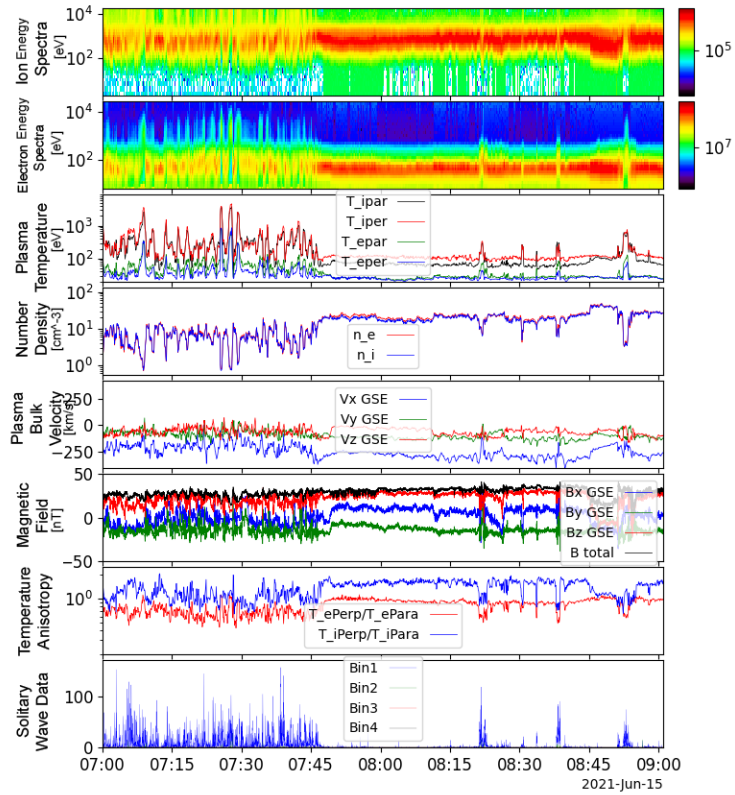 Ion Energy
Spectra
[eV]
10⁴
10²
10⁵
Electron Energy
Spectra
[eV]
10⁴
10²
10⁷
Plasma
Temperature
[eV]
10³
10²
T_ipar
T_iper
T_epar
T_eper
Number
Density
[cm^-3]
10²
10¹
10⁰
n_e
n_i
Plasma
Bulk
Velocity
[km/s]
250
0
−250
Vx GSE
Vy GSE
Vz GSE
Magnetic
Field
[nT]
50
0
−50
Bx GSE
By GSE
Bz GSE
B total
Temperature
Anisotropy
10⁰
T_ePerp/T_ePara
T_iPerp/T_iPara
Solitary
Wave Data
100
0
Bin1
Bin2
Bin3
Bin4
07:00 07:15 07:30 07:45 08:00 08:15 08:30 08:45 09:00
2021-Jun-15